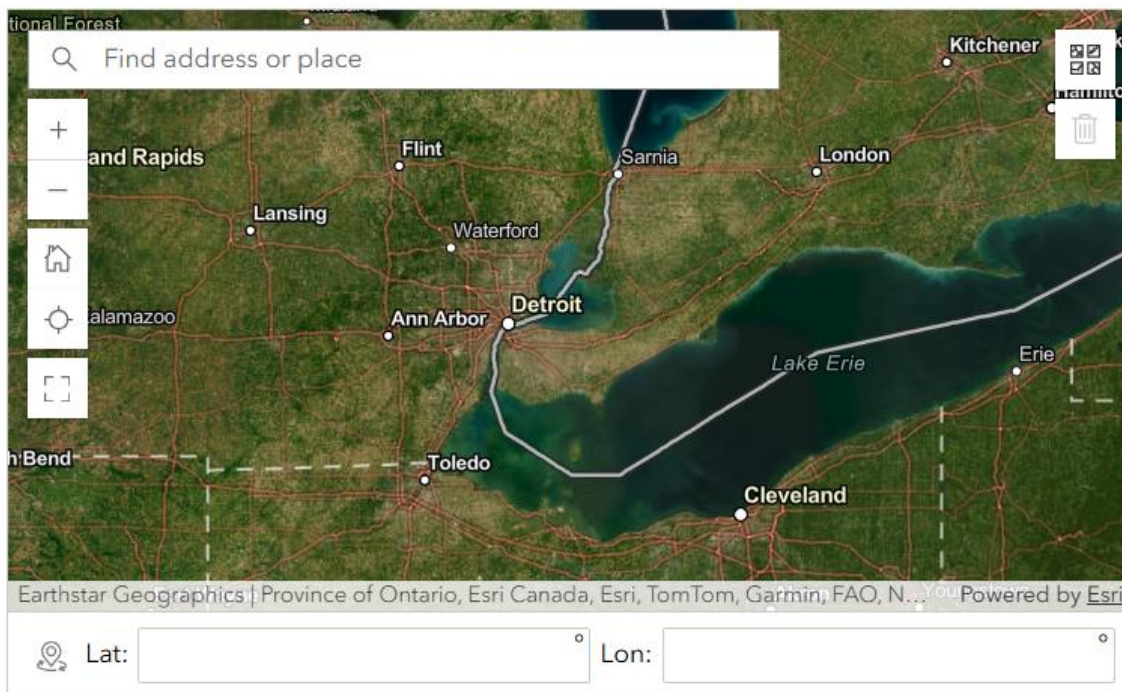 tional Forest
Find address or place
Kitchener
Hamilto
+
and Rapids
Flint
Sarnia
London
−
Lansing
Waterford
Detroit
alamazoo
Ann Arbor
Lake Erie
Erie
h Bend
Toledo
Cleveland
Earthstar Geographics | Province of Ontario, Esri Canada, Esri, TomTom, Garmin, FAO, N... Powered by Esri
Lat: ° Lon: °